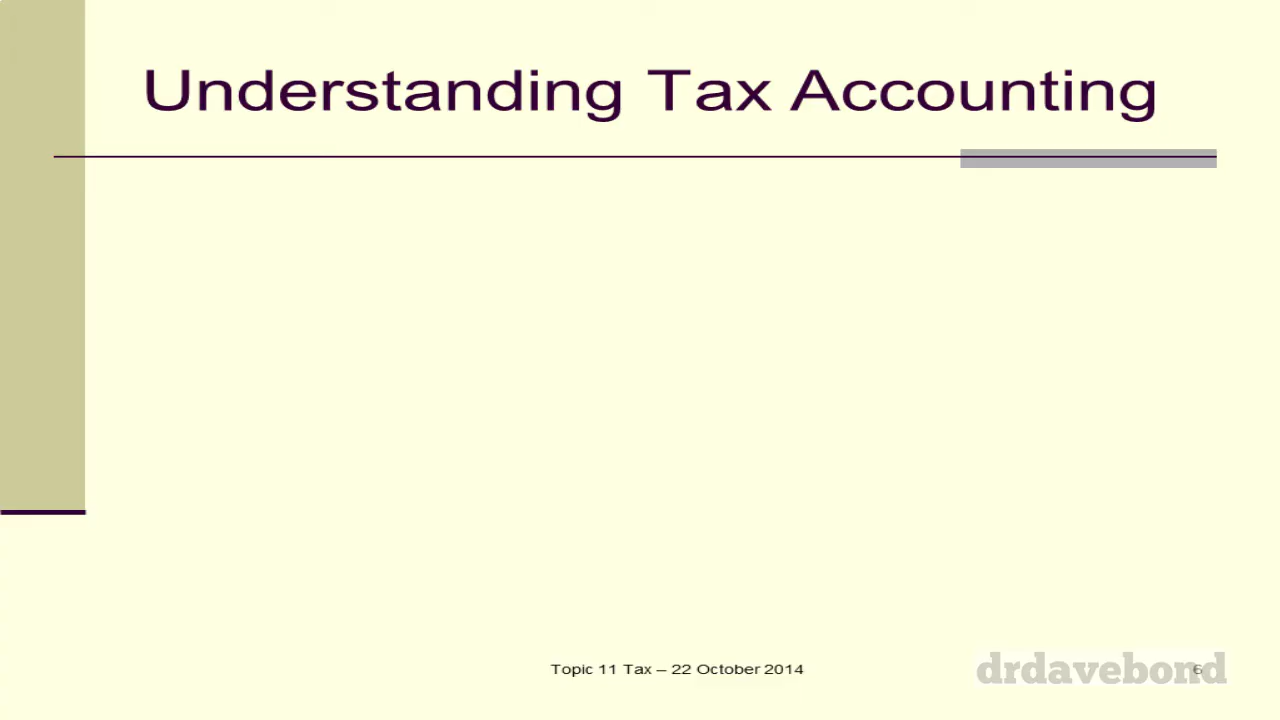 Understanding Tax Accounting
Topic 11 Tax – 22 October 2014
drdavebond
6